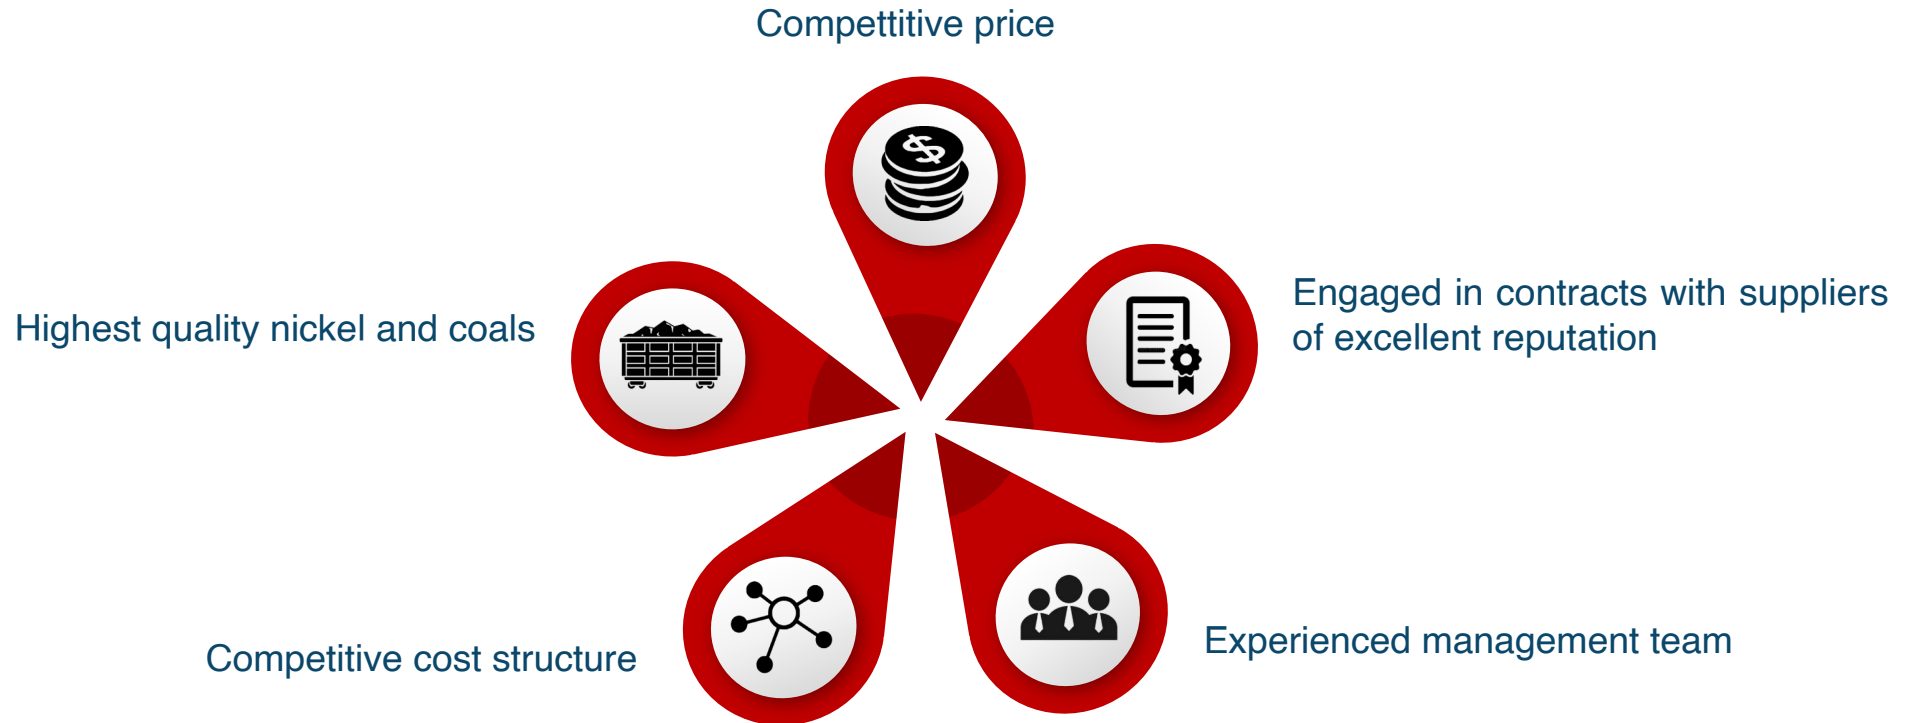 Compettitive price
Engaged in contracts with suppliers
of excellent reputation
Highest quality nickel and coals
Experienced management team
Competitive cost structure